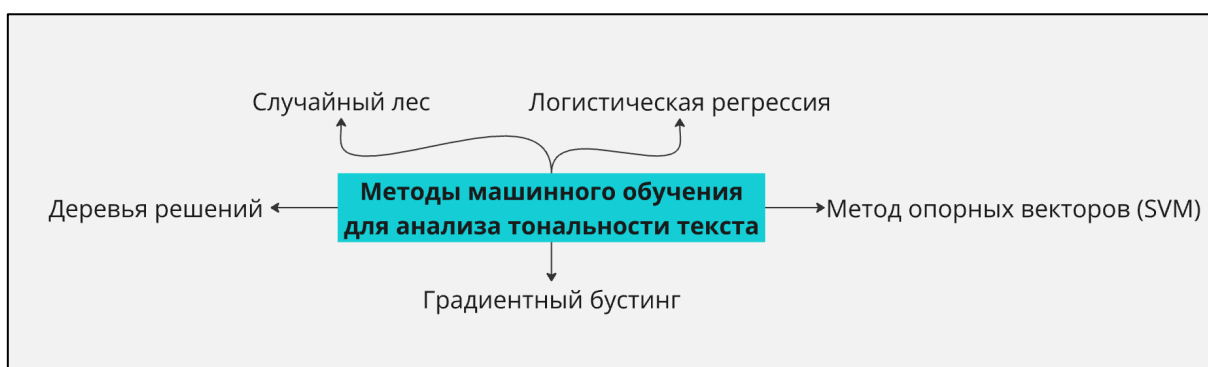 Случайный лес
Логистическая регрессия
Методы машинного обучения
для анализа тональности текста
Деревья решений
Метод опорных векторов (SVM)
Градиентный бустинг